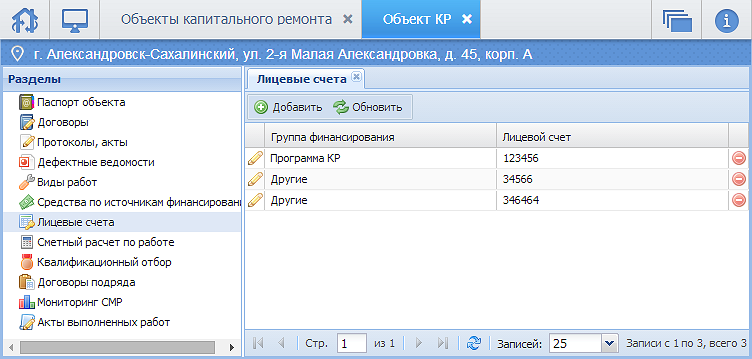 Объекты капитального ремонта
Объект КР
г. Александровск-Сахалинский, ул. 2-я Малая Александровка, д. 45, корп. А
Разделы
Паспорт объекта
Договоры
Протоколы, акты
Дефектные ведомости
Виды работ
Средства по источникам финансирован
Лицевые счета
Сметный расчет по работе
Квалификационный отбор
Договоры подряда
Мониторинг СМР
Акты выполненных работ
Лицевые счета
Добавить Обновить
Группа финансирования Лицевой счет
Программа КР 123456
Другие 34566
Другие 346464
Стр. 1 из 1 Записей: 25 Записи с 1 по 3, всего 3